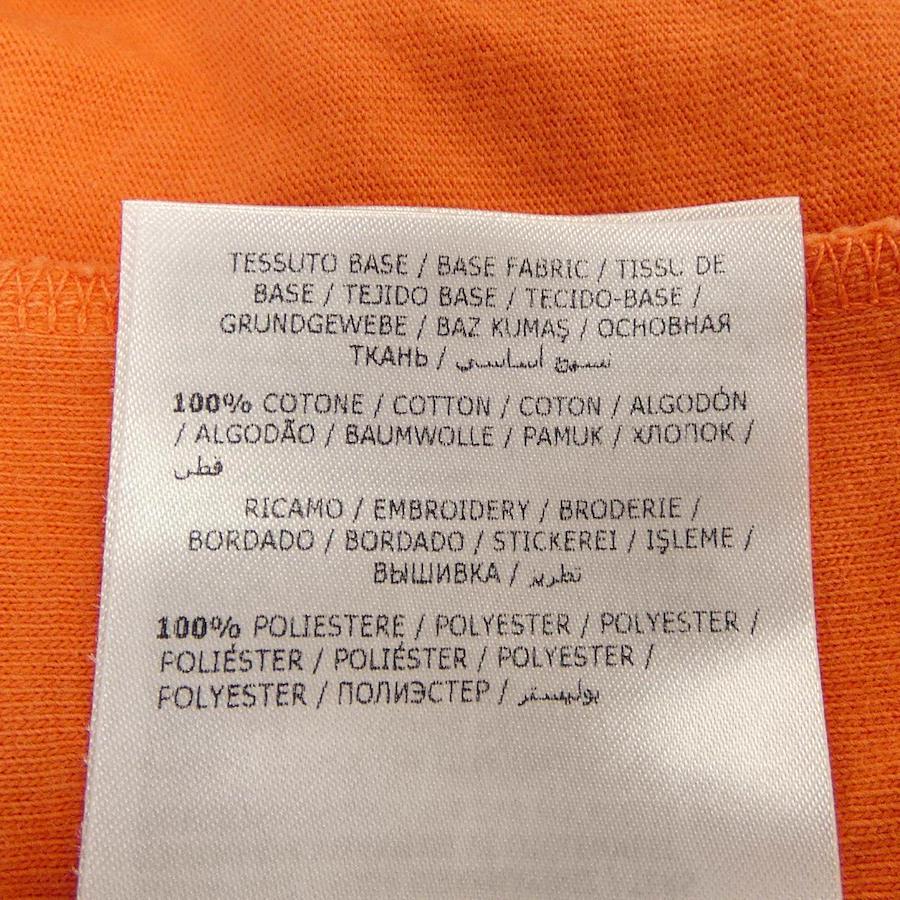 TESSUTO BASE / BASE FABRIC / TISSU DE
BASE / TEJIDO BASE / TECIDO-BASE /
GRUNDGEWEBE / BAZ KUMAŞ / ОСНОВНАЯ
ТКАНЬ / نسيج أساسي
100% COTONE / COTTON / COTON / ALGODÓN
/ ALGODÃO / BAUMWOLLE / PAMUK / ХЛОПОК /
قطن
RICAMO / EMBROIDERY / BRODERIE /
BORDADO / BORDADO / STICKEREI / IŞLEME /
ВЫШИВКА / تطريز
100% POLIESTERE / POLYESTER / POLYESTER /
POLIÉSTER / POLIÉSTER / POLYESTER /
POLYESTER / ПОЛИЭСТЕР / بوليستر